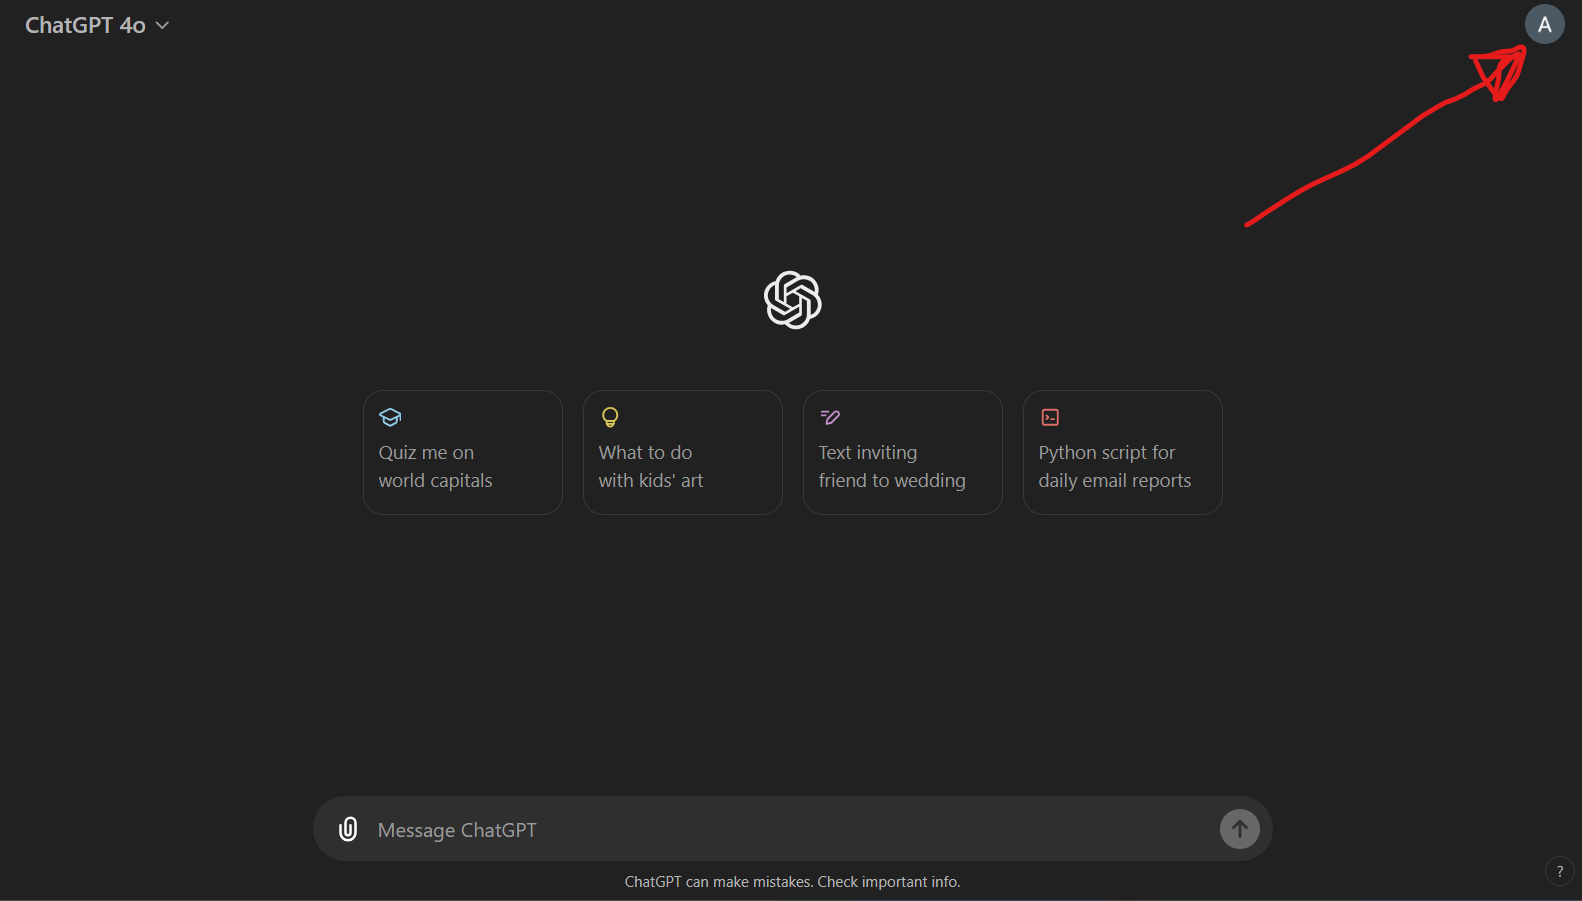 ChatGPT 4o
A
Quiz me on
world capitals
What to do
with kids' art
Text inviting
friend to wedding
Python script for
daily email reports
Message ChatGPT
ChatGPT can make mistakes. Check important info.
?